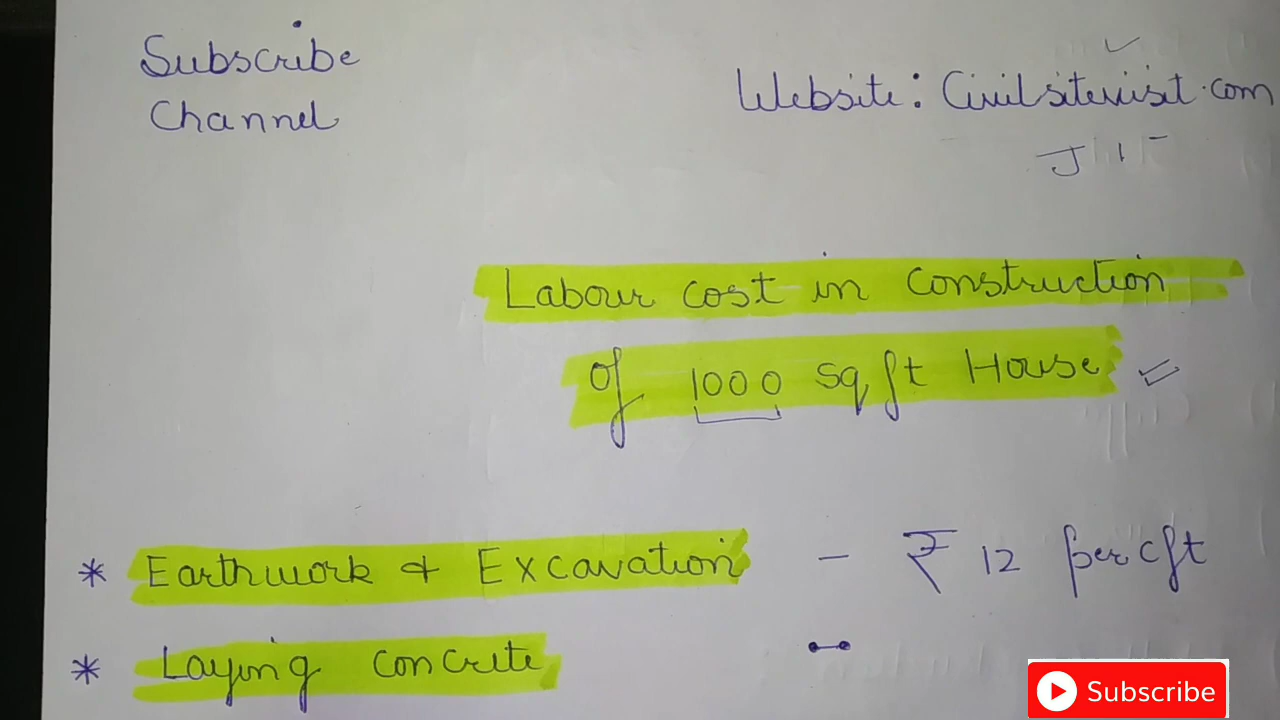 Subscribe
Channel
Website: Civilsitevisit.com
Labour cost in construction
of 1000 sqft House
* Earthwork & Excavation - ₹ 12 per cft
* Laying concrete
Subscribe